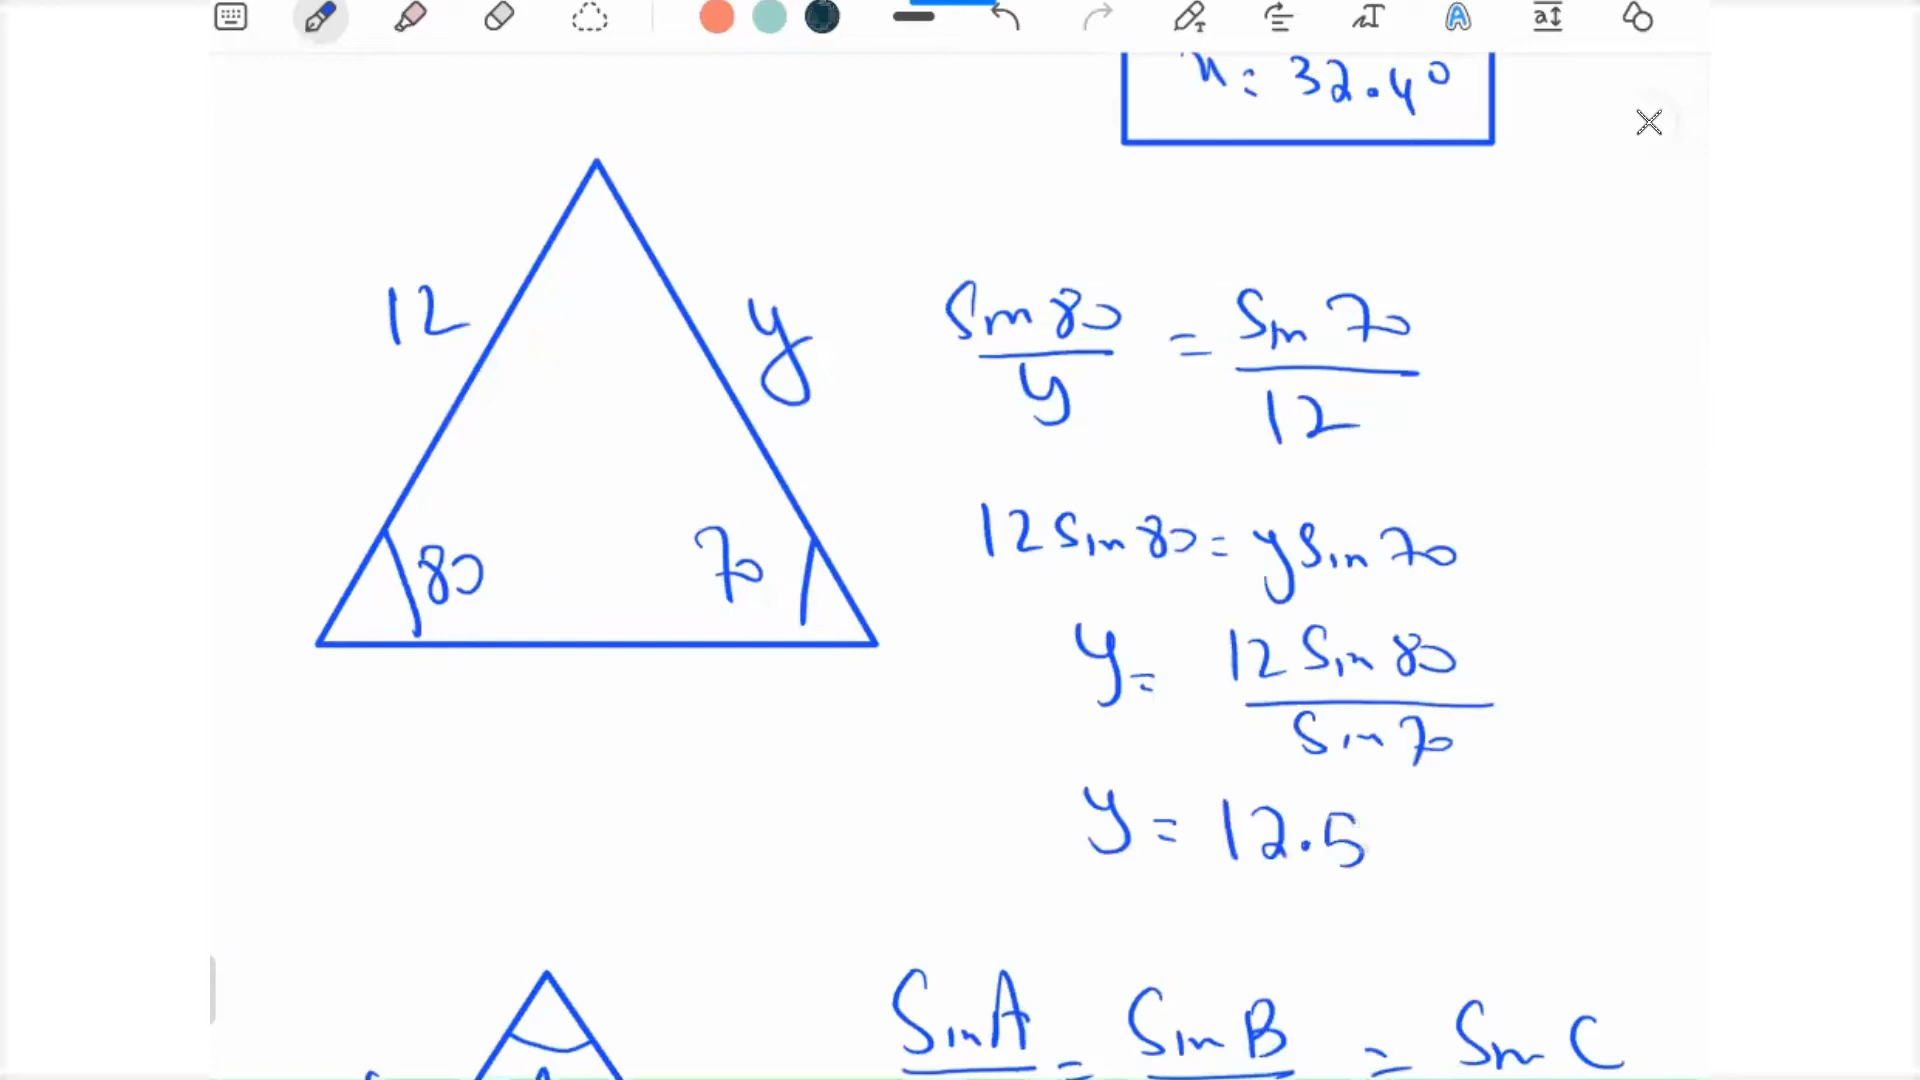 x = 32.4°
12
y
80
70
Sin 80 / y = Sin 70 / 12
12 Sin 80 = y Sin 70
y = 12 Sin 80 / Sin 70
y = 12.5
Sin A = Sin B = Sin C